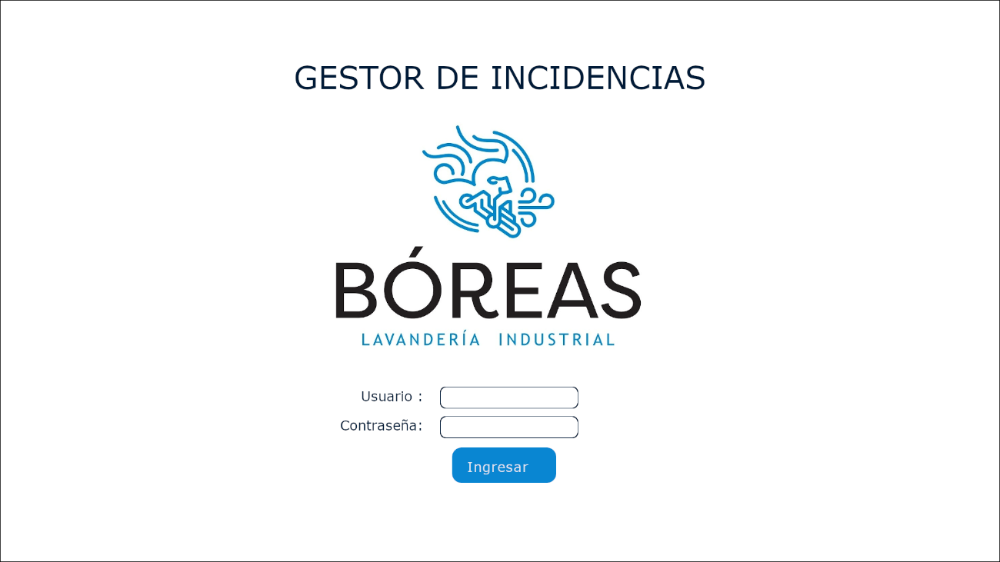 GESTOR DE INCIDENCIAS
BÓREAS
LAVANDERÍA INDUSTRIAL
Usuario :
Contraseña:
Ingresar